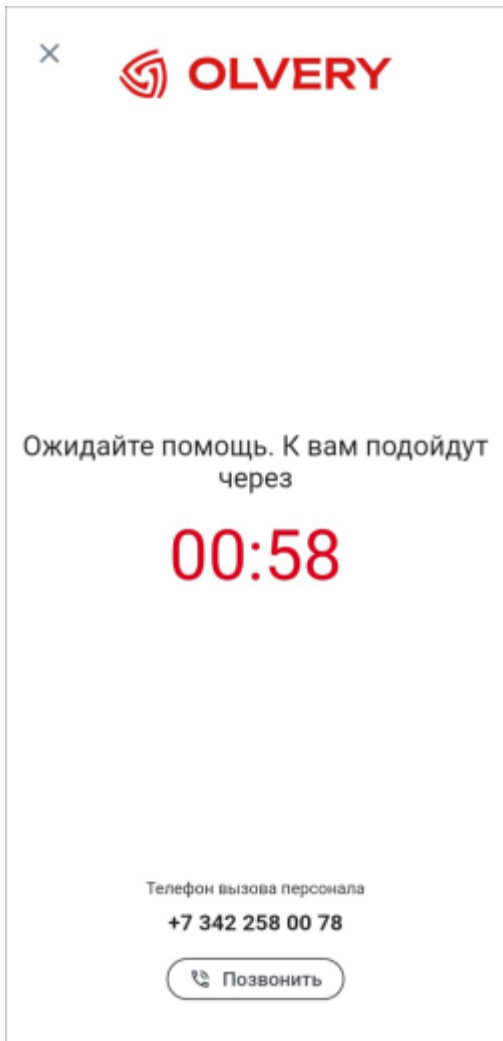 OLVERY
Ожидайте помощь. К вам подойдут
через
00:58
Телефон вызова персонала
+7 342 258 00 78
Позвонить